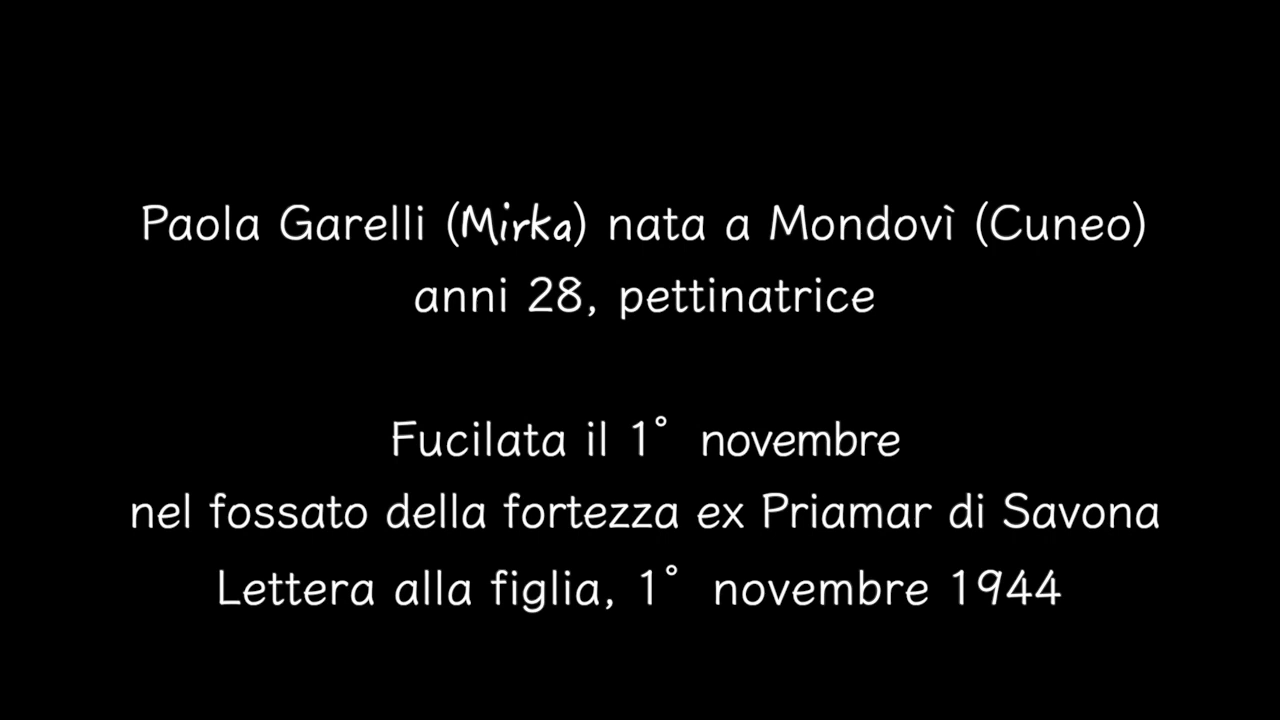 Paola Garelli (Mirka) nata a Mondovì (Cuneo)
anni 28, pettinatrice
Fucilata il 1° novembre
nel fossato della fortezza ex Priamar di Savona
Lettera alla figlia, 1° novembre 1944